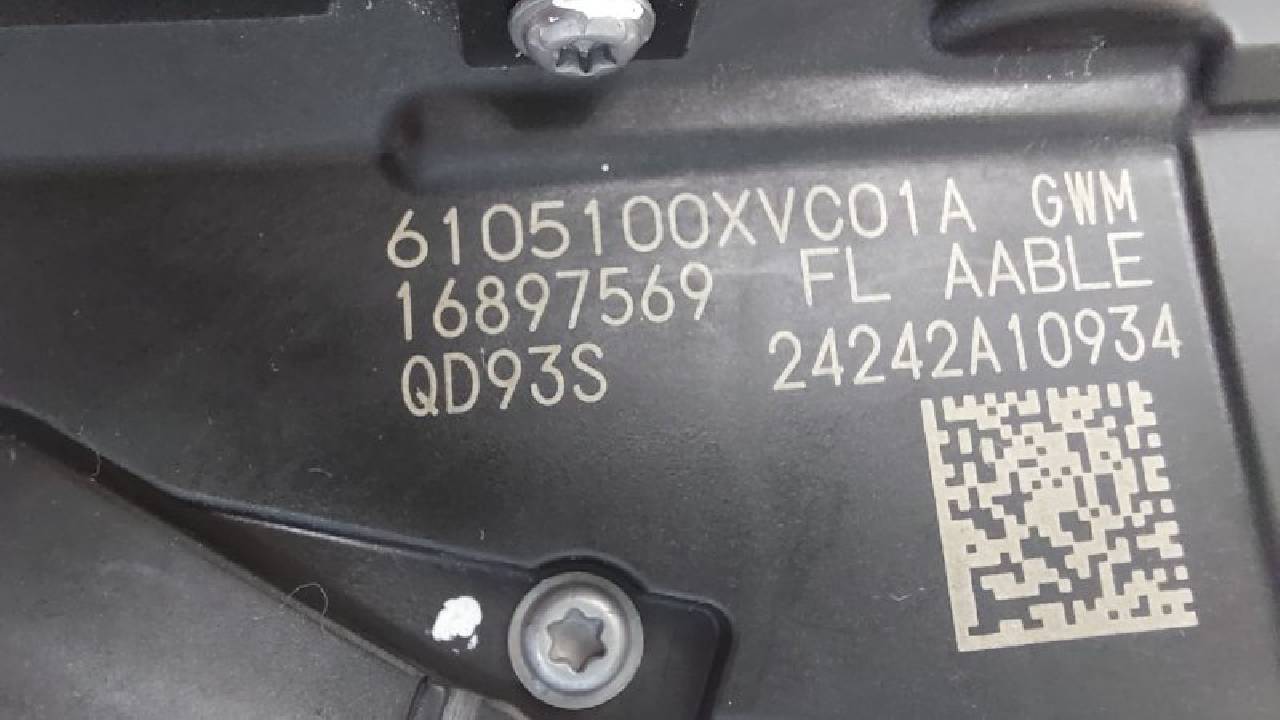 6105100XVC01A GWM
16897569 FL AABLE
QD93S 24242A10934